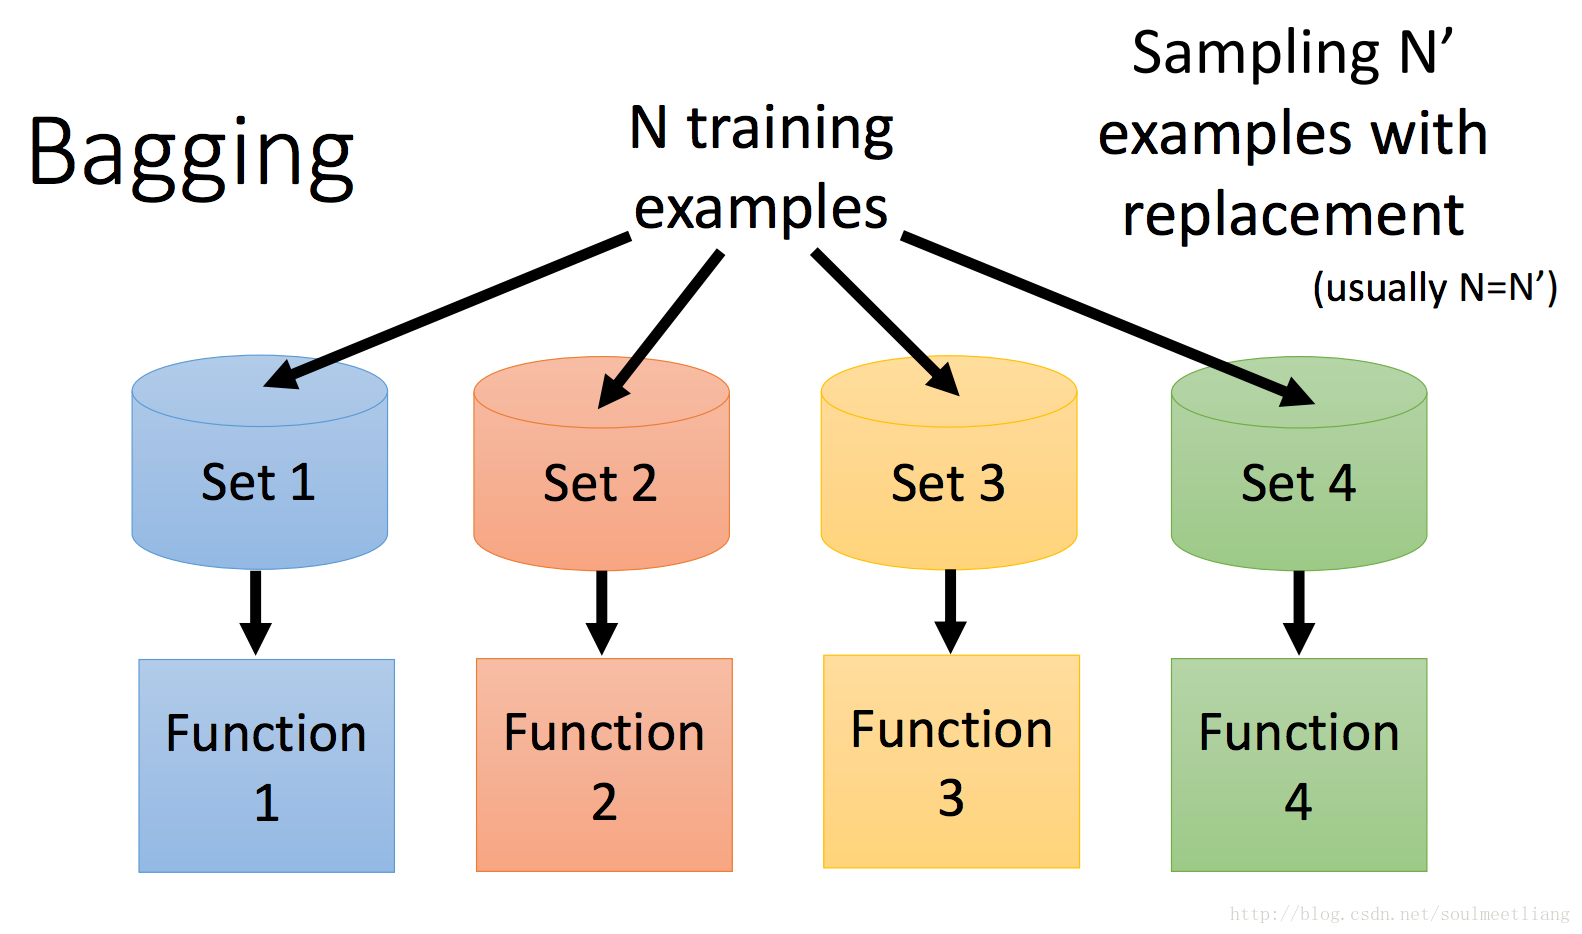 Bagging
N training
examples
Sampling N’
examples with
replacement
(usually N=N’)
Set 1
Set 2
Set 3
Set 4
Function
1
Function
2
Function
3
Function
4
http://blog.csdn.net/soulmeetliang